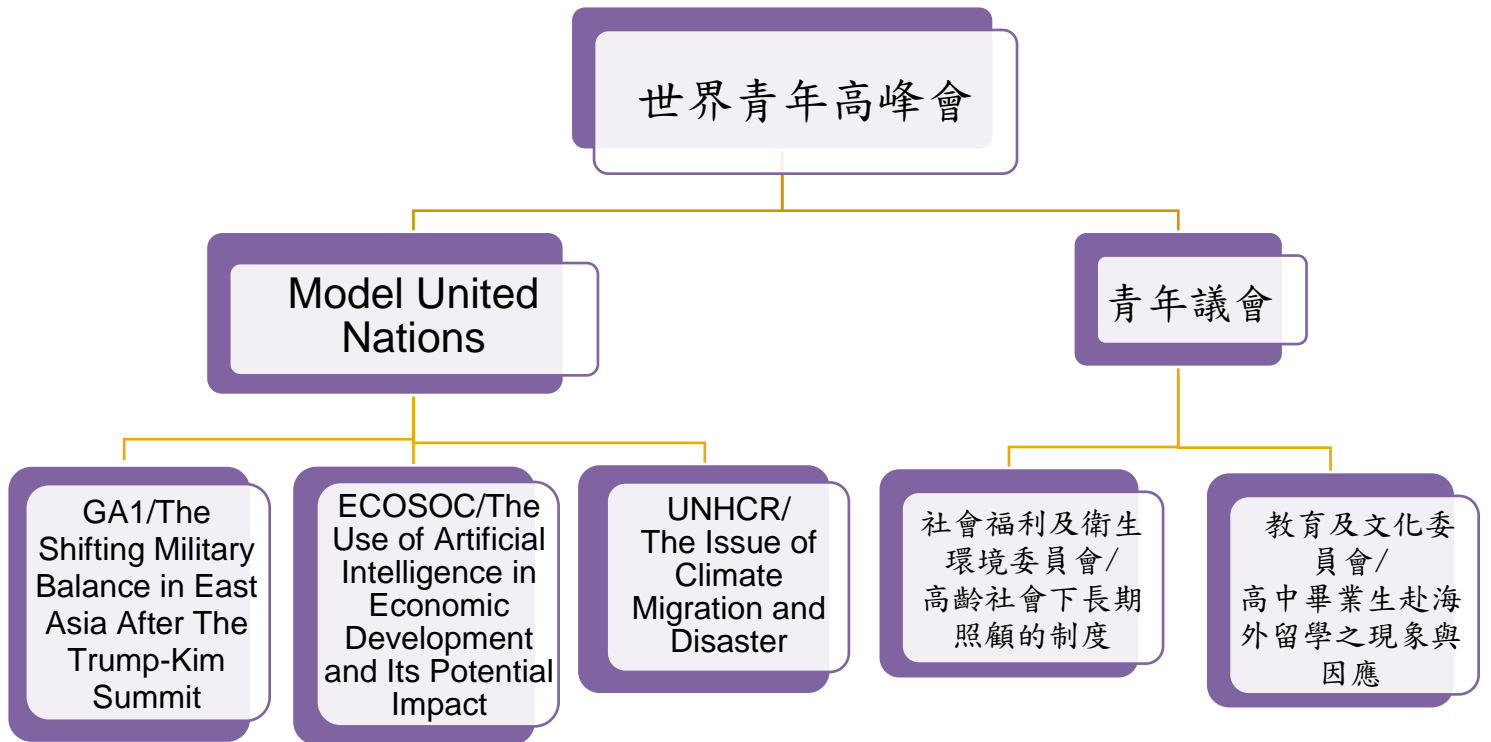 世界青年高峰會
Model United
Nations
青年議會
GA1/The
Shifting Military
Balance in East
Asia After The
Trump-Kim
Summit
ECOSOC/The
Use of Artificial
Intelligence in
Economic
Development
and Its Potential
Impact
UNHCR/
The Issue of
Climate
Migration and
Disaster
社會福利及衛生
環境委員會/
高齡社會下長期
照顧的制度
教育及文化委
員會/
高中畢業生赴海
外留學之現象與
因應